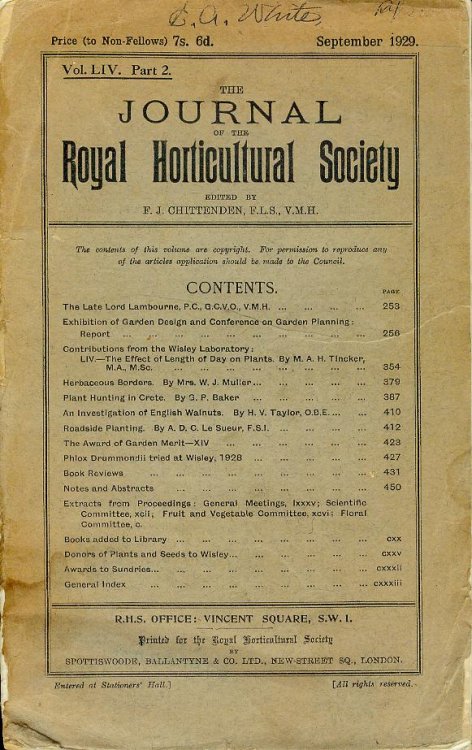 E. A. White,
Price (to Non-Fellows) 7s. 6d. September 1929.
Vol. LIV. Part 2.
THE
JOURNAL
OF THE
Royal Horticultural Society
EDITED BY
F. J. CHITTENDEN, F.L.S., V.M.H.
The contents of this volume are copyright. For permission to reproduce any
of the articles application should be made to the Council.
CONTENTS.
PAGE
The Late Lord Lambourne, P.C., G.C.V.O., V.M.H. ... ... ... 253
Exhibition of Garden Design and Conference on Garden Planning:
Report ... ... ... ... ... ... ... ... ... 256
Contributions from the Wisley Laboratory:
LIV.—The Effect of Length of Day on Plants. By M. A. H. Tincker,
M.A., M.Sc. ... ... ... ... ... ... ... ... 354
Herbaceous Borders. By Mrs. W. J. Muller... ... ... ... ... 379
Plant Hunting in Crete. By G. P. Baker ... ... ... ... ... 387
An Investigation of English Walnuts. By H. V. Taylor, O.B.E. ... ... 410
Roadside Planting. By A. D. C. Le Sueur, F.S.I. ... ... ... ... 412
The Award of Garden Merit—XIV ... ... ... ... ... ... 423
Phlox Drummondii tried at Wisley, 1928 ... ... ... ... ... 427
Book Reviews ... ... ... ... ... ... ... ... ... 431
Notes and Abstracts ... ... ... ... ... ... ... ... 450
Extracts from Proceedings: General Meetings, lxxxv; Scientific
Committee, xcii; Fruit and Vegetable Committee, xcvi; Floral
Committee, c.
Books added to Library ... ... ... ... ... ... ... ... cxx
Donors of Plants and Seeds to Wisley... ... ... ... ... ... cxxv
Awards to Sundries... ... ... ... ... ... ... ... ... cxxxii
General Index ... ... ... ... ... ... ... ... ... cxxxiii
R.H.S. OFFICE: VINCENT SQUARE, S.W. 1.
Printed for the Royal Horticultural Society
BY
SPOTTISWOODE, BALLANTYNE & CO. LTD., NEW-STREET SQ., LONDON.
Entered at Stationers' Hall.] [All rights reserved.